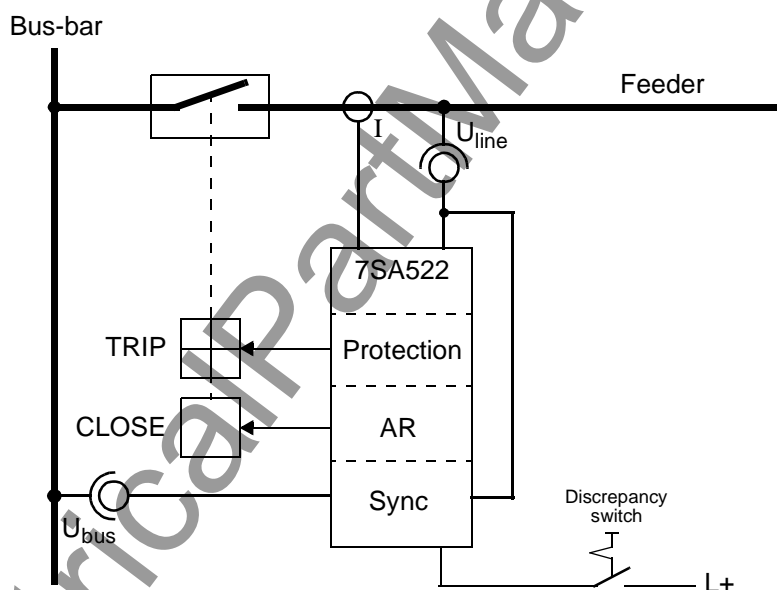 Bus-bar
Feeder
I
Uline
7SA522
TRIP
Protection
CLOSE
AR
Sync
Ubus
Discrepancy
switch
L+